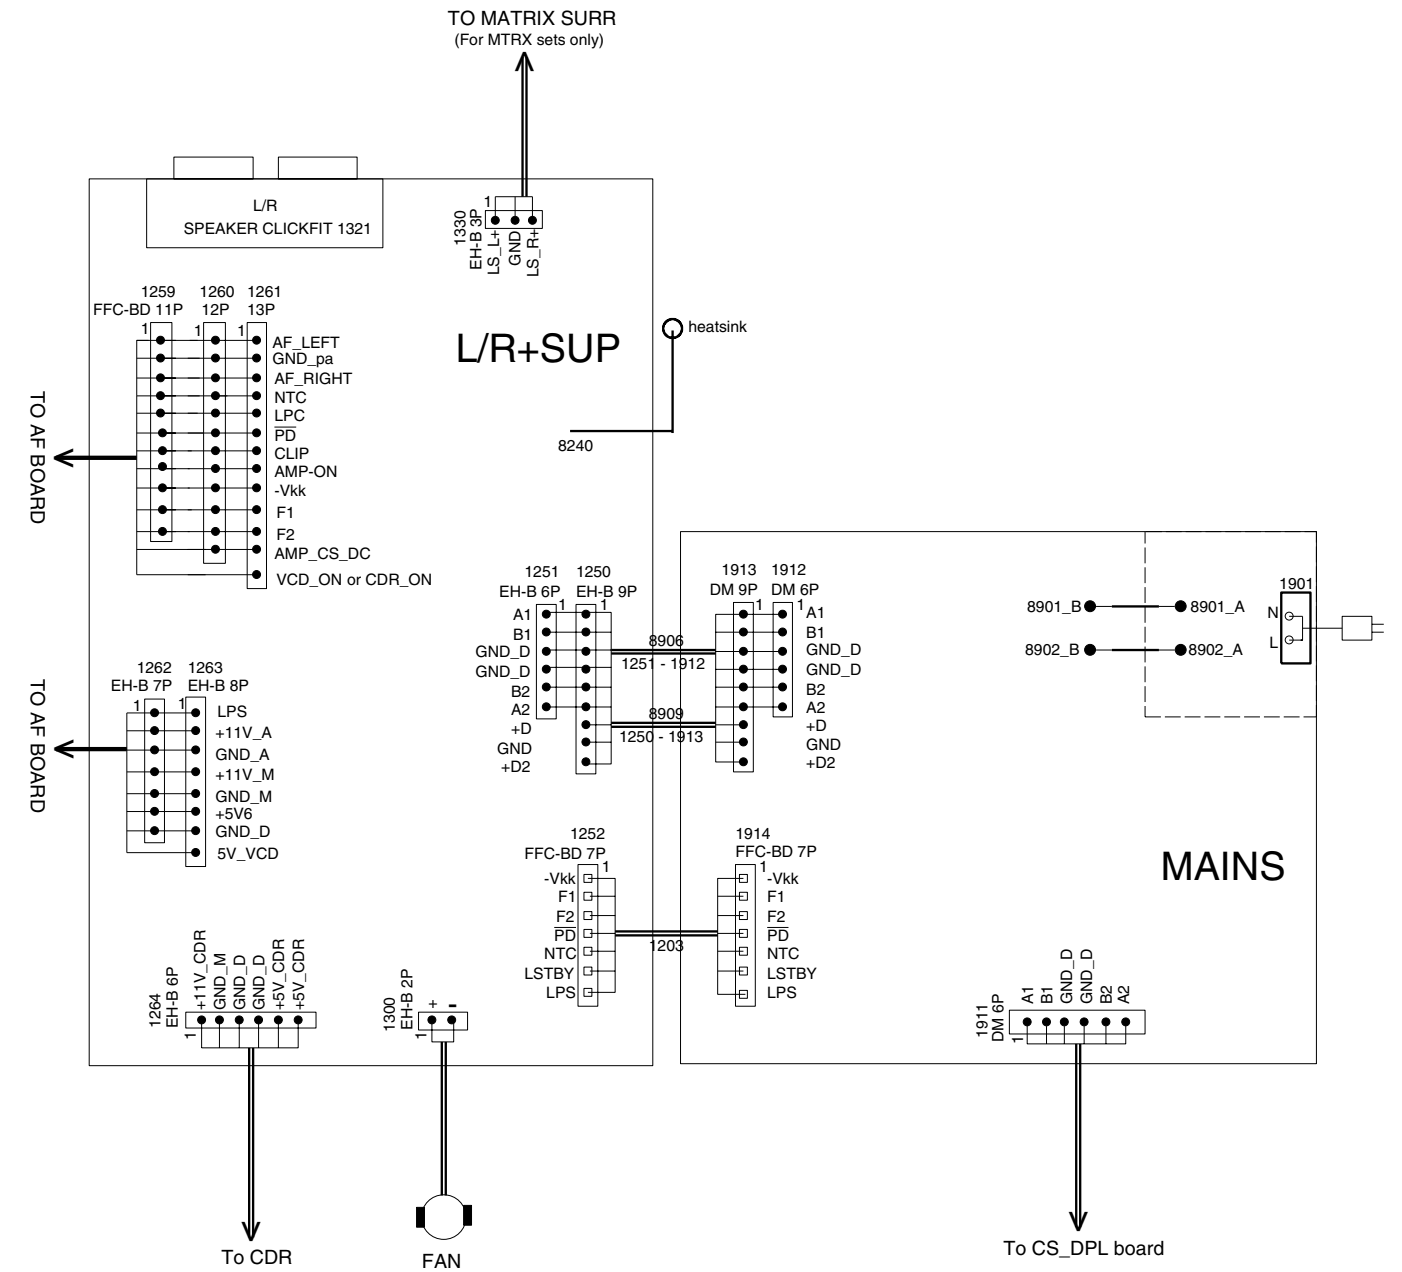 TO MATRIX SURR
(For MTRX sets only)
L/R
SPEAKER CLICKFIT 1321
1330
EH-B 3P
1
LS_L+
GND
LS_R+
1259
1260
1261
FFC-BD 11P
12P
13P
1
1
1
AF_LEFT
GND_pa
AF_RIGHT
NTC
LPC
PD
CLIP
AMP-ON
-Vkk
F1
F2
AMP_CS_DC
VCD_ON or CDR_ON
TO AF BOARD
L/R+SUP
heatsink
8240
1251
1250
EH-B 6P
EH-B 9P
1
1
A1
B1
GND_D
GND_D
B2
A2
+D
GND
+D2
8906
1251 - 1912
8909
1250 - 1913
1913
1912
DM 9P
DM 6P
1
1
A1
B1
GND_D
GND_D
B2
A2
+D
GND
+D2
8901_B
8901_A
8902_B
8902_A
1901
N
L
1262
1263
EH-B 7P
EH-B 8P
1
1
LPS
+11V_A
GND_A
+11V_M
GND_M
+5V6
GND_D
5V_VCD
TO AF BOARD
1252
FFC-BD 7P
1
-Vkk
F1
F2
PD
NTC
LSTBY
LPS
1203
1914
FFC-BD 7P
1
-Vkk
F1
F2
PD
NTC
LSTBY
LPS
MAINS
1264
EH-B 6P
1
+11V_CDR
GND_M
GND_D
GND_D
+5V_CDR
+5V_CDR
To CDR
1300
EH-B 2P
1
+
-
FAN
1911
DM 6P
1
A1
B1
GND_D
GND_D
B2
A2
To CS_DPL board